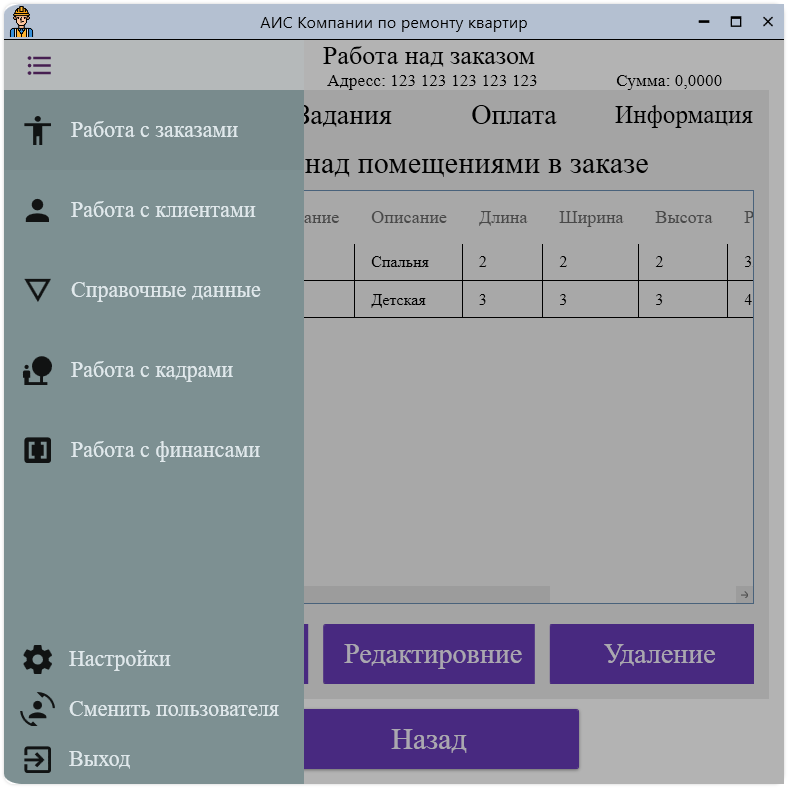 АИС Компании по ремонту квартир
Работа над заказом
Адресс: 123 123 123 123 123 Сумма: 0,0000
Задания Оплата Информация
над помещениями в заказе
Описание Длина Ширина Высота
Спальня 2 2 2 3
Детская 3 3 3 4
Редактировние Удаление
Назад
Работа с заказами
Работа с клиентами
Справочные данные
Работа с кадрами
Работа с финансами
Настройки
Сменить пользователя
Выход